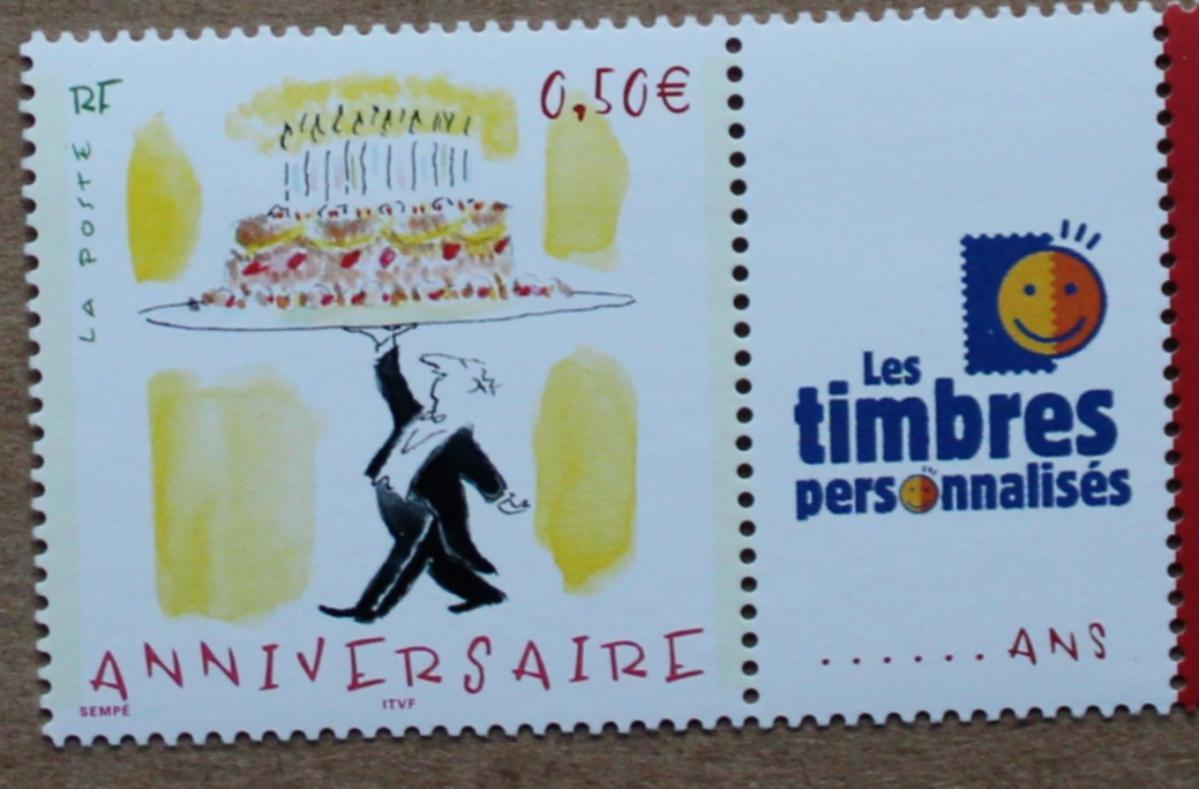 RF
LA POSTE
0,50€
ANNIVERSAIRE
SEMPÉ
ITVF
Les
timbres
personnalisés
......ANS